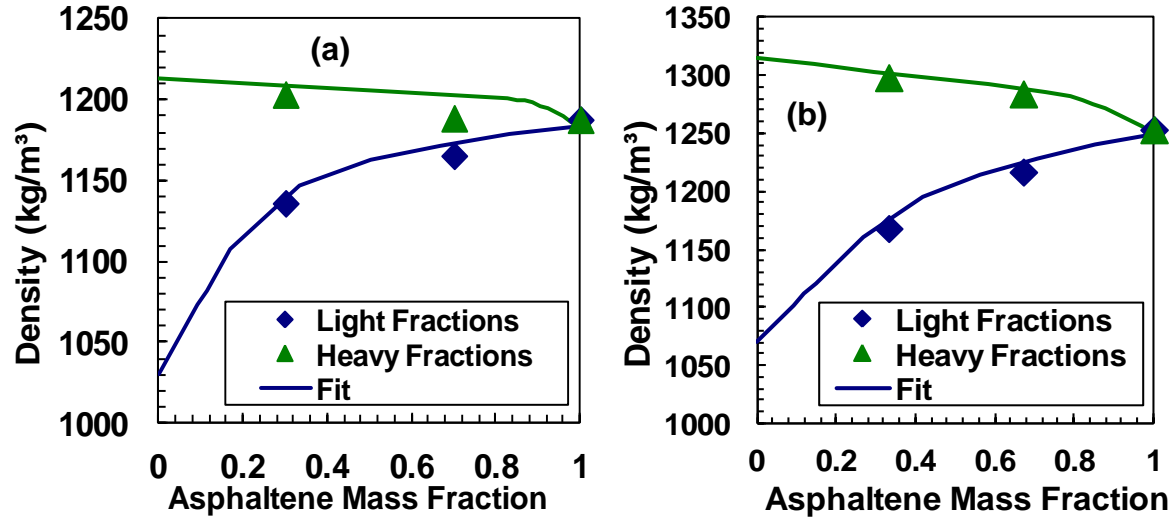 (a)
Density (kg/m³)
1250
1200
1150
1100
1050
1000
Light Fractions
Heavy Fractions
Fit
0 0.2 0.4 0.6 0.8 1
Asphaltene Mass Fraction
(b)
Density (kg/m³)
1350
1300
1250
1200
1150
1100
1050
1000
Light Fractions
Heavy Fractions
Fit
0 0.2 0.4 0.6 0.8 1
Asphaltene Mass Fraction